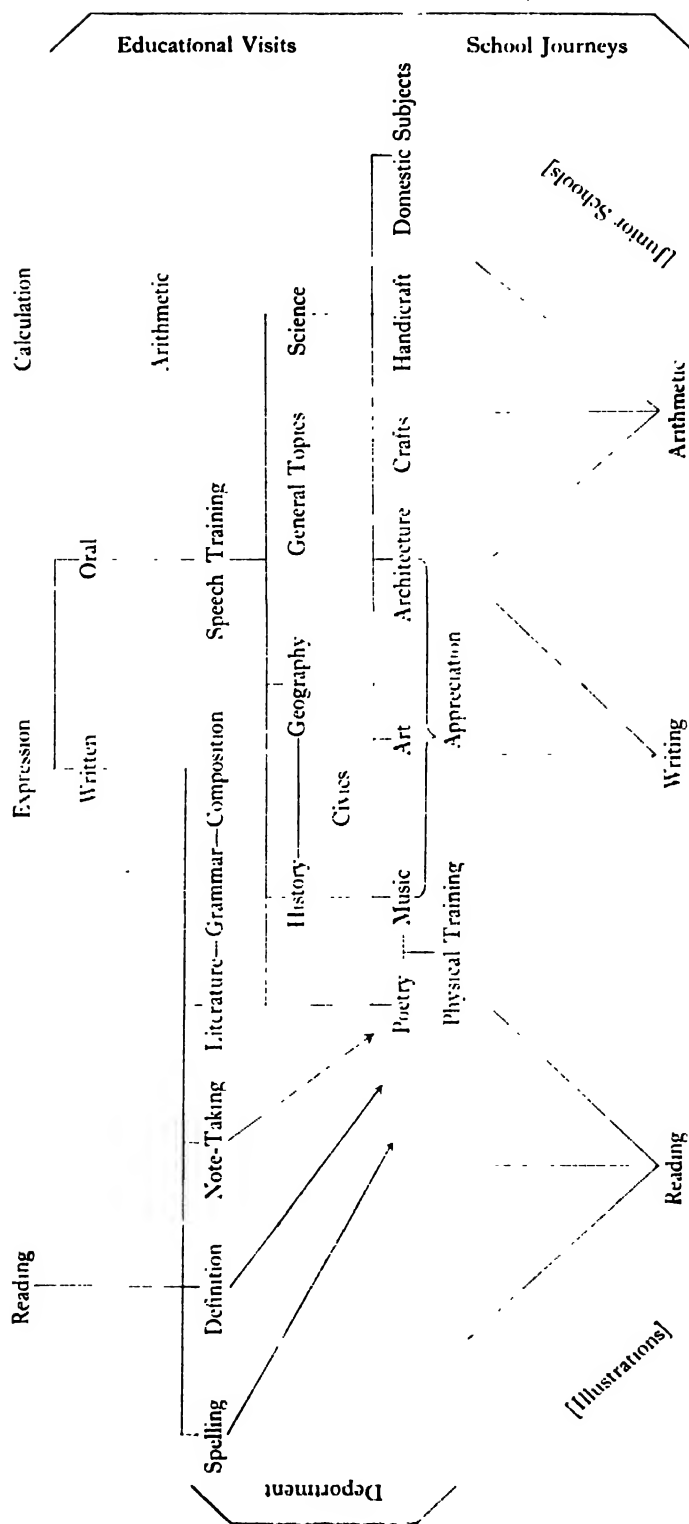 Educational Visits
School Journeys
Reading
Expression
Calculation
Written
Oral
Arithmetic
Spelling
Definition
Note-Taking
Literature—Grammar—Composition
Speech Training
History—Geography
General Topics
Science
Civics
Poetry
Music
Art
Architecture
Crafts
Handicraft
Domestic Subjects
Physical Training
Appreciation
Department
[Illustrations]
[Junior Schools]
Reading
Writing
Arithmetic